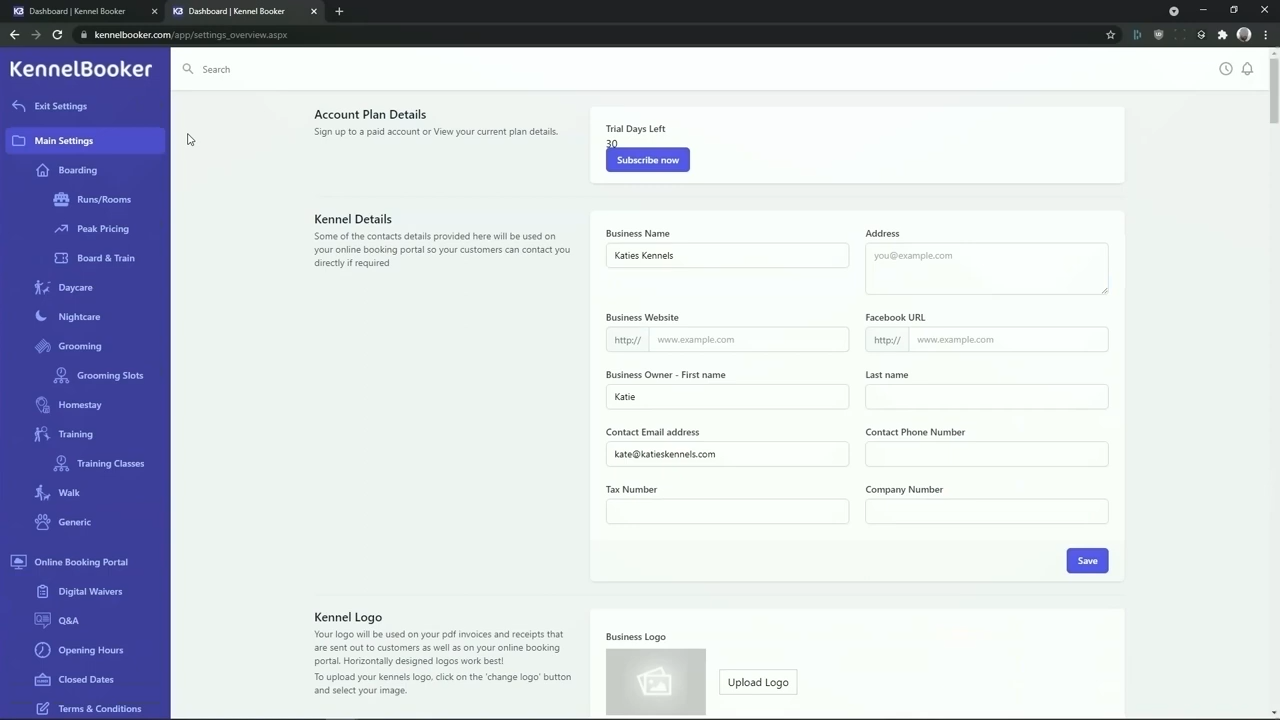 Dashboard | KennelBooker
Dashboard | KennelBooker
kennelbooker.com/app/settings_overview.aspx
KennelBooker
Search
Exit Settings
Main Settings
Boarding
Runs/Rooms
Peak Pricing
Board & Train
Daycare
Nightcare
Grooming
Grooming Slots
Homestay
Training
Training Classes
Walk
Generic
Online Booking Portal
Digital Waivers
Q&A
Opening Hours
Closed Dates
Terms & Conditions
Account Plan Details
Sign up to a paid account or View your current plan details.
Trial Days Left
30
Subscribe now
Kennel Details
Some of the contacts details provided here will be used on
your online booking portal so your customers can contact you
directly if required
Business Name
Address
Katies Kennels
you@example.com
Business Website
Facebook URL
http://
www.example.com
http://
www.example.com
Business Owner - First name
Last name
Katie
Contact Email address
Contact Phone Number
kate@katieskennels.com
Tax Number
Company Number
Save
Kennel Logo
Your logo will be used on your pdf invoices and receipts that
are sent out to customers as well as on your online booking
portal. Horizontally designed logos work best!
To upload your kennels logo, click on the 'change logo' button
and select your image.
Business Logo
Upload Logo